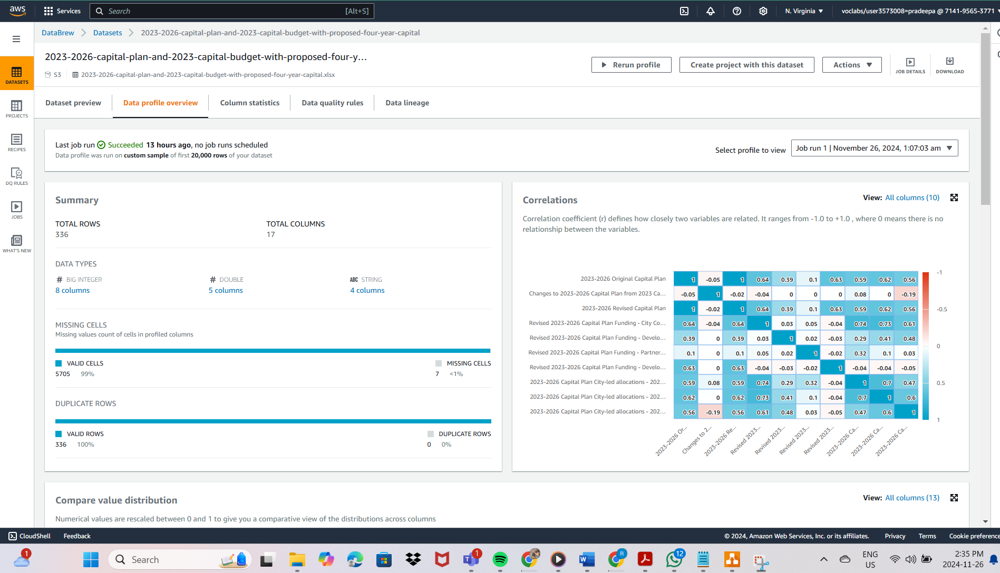 aws
Services
Search
[Alt+S]
N. Virginia
voclabs/user3573008=pradeepa @ 7141-9565-3771
DataBrew
Datasets
2023-2026-capital-plan-and-2023-capital-budget-with-proposed-four-year-capital
2023-2026-capital-plan-and-2023-capital-budget-with-proposed-four-y...
S3
2023-2026-capital-plan-and-2023-capital-budget-with-proposed-four-year-capital.xlsx
Rerun profile
Create project with this dataset
Actions
JOB DETAILS
DOWNLOAD
DATASETS
PROJECTS
RECIPES
DQ RULES
JOBS
WHAT'S NEW
Dataset preview
Data profile overview
Column statistics
Data quality rules
Data lineage
Last job run Succeeded 13 hours ago, no job runs scheduled
Data profile was run on custom sample of first 20,000 rows of your dataset
Select profile to view
Job run 1 | November 26, 2024, 1:07:03 am
Summary
TOTAL ROWS
336
TOTAL COLUMNS
17
DATA TYPES
# BIG INTEGER
8 columns
# DOUBLE
5 columns
ABC STRING
4 columns
MISSING CELLS
Missing values count of cells in profiled columns
VALID CELLS
5705 99%
MISSING CELLS
7 <1%
DUPLICATE ROWS
VALID ROWS
336 100%
DUPLICATE ROWS
0 0%
Correlations
View: All columns (10)
Correlation coefficient (r) defines how closely two variables are related. It ranges from -1.0 to +1.0 , where 0 means there is no
relationship between the variables.
2023-2026 Original Capital Plan 1 -0.05 1 0.64 0.39 0.1 0.63 0.59 0.62 0.56
Changes to 2023-2026 Capital Plan from 2023 Ca... -0.05 1 -0.02 -0.04 0 0 0 0.08 0 -0.19
2023-2026 Revised Capital Plan 1 -0.02 1 0.64 0.39 0.1 0.63 0.59 0.62 0.56
Revised 2023-2026 Capital Plan Funding - City Co... 0.64 -0.04 0.64 1 0.03 0.05 -0.04 0.74 0.73 0.61
Revised 2023-2026 Capital Plan Funding - Develo... 0.39 0 0.39 0.03 1 0.02 -0.03 0.29 0.41 0.48
Revised 2023-2026 Capital Plan Funding - Partner... 0.1 0 0.1 0.05 0.02 1 -0.02 0.32 0.1 0.03
Revised 2023-2026 Capital Plan Funding - Develo... 0.63 0 0.63 -0.04 -0.03 -0.02 1 -0.04 -0.04 -0.05
2023-2026 Capital Plan City-led allocations - 202... 0.59 0.08 0.59 0.74 0.29 0.32 -0.04 1 0.7 0.47
2023-2026 Capital Plan City-led allocations - 202... 0.62 0 0.62 0.73 0.41 0.1 -0.04 0.7 1 0.6
2023-2026 Capital Plan City-led allocations - 202... 0.56 -0.19 0.56 0.61 0.48 0.03 -0.05 0.47 0.6 1
2023-2026 Or...
Changes to 2...
2023-2026 Re...
Revised 2023...
Revised 2023...
Revised 2023...
Revised 2023...
2023-2026 Ca...
2023-2026 Ca...
2023-2026 Ca...
-1
-0.5
0
0.5
1
Compare value distribution
View: All columns (13)
Numerical values are rescaled between 0 and 1 to give you a comparative view of the distributions across columns
CloudShell
Feedback
© 2024, Amazon Web Services, Inc. or its affiliates.
Privacy
Terms
Cookie preference
1
Search
1
R
12
ENG
US
2:35 PM
2024-11-26